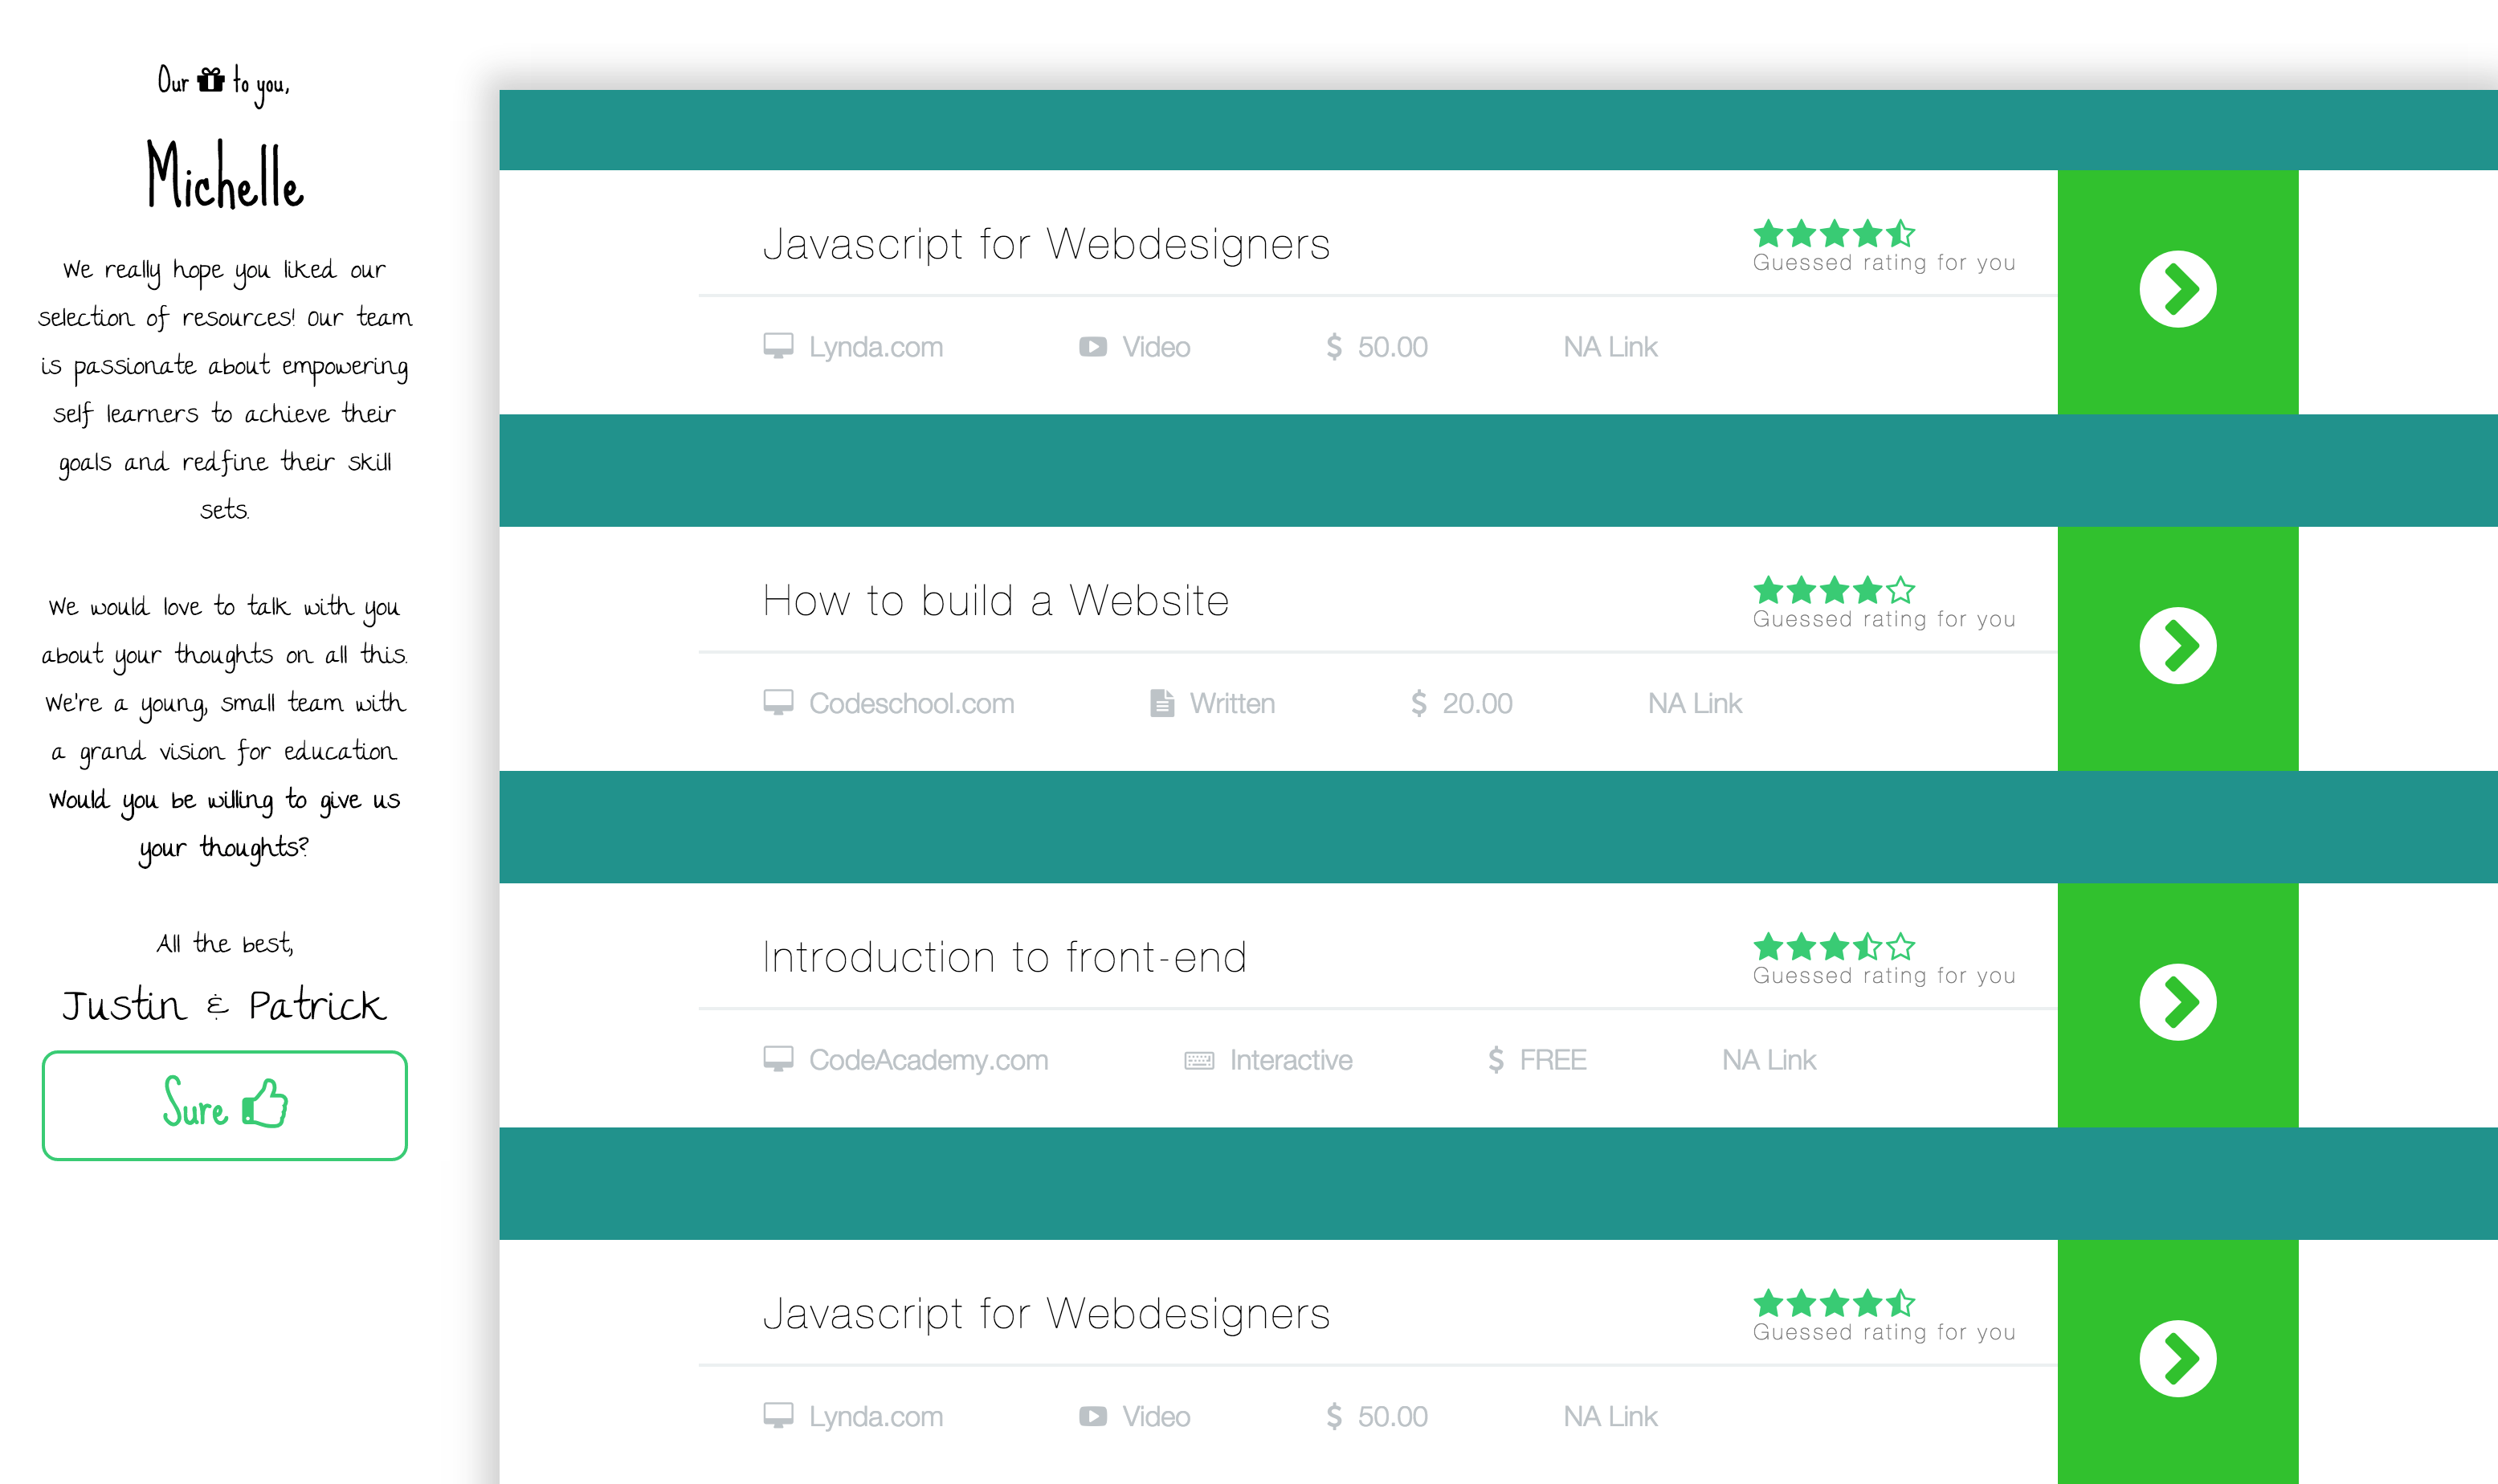 Our to you,
Michelle
We really hope you liked our
selection of resources! Our team
is passionate about empowering
self learners to achieve their
goals and redfine their skill
sets.
We would love to talk with you
about your thoughts on all this.
We're a young, small team with
a grand vision for education
Would you be willing to give us
your thoughts?
All the best,
Justin & Patrick
Sure
Javascript for Webdesigners
Guessed rating for you
Lynda.com Video $ 50.00 NA Link
How to build a Website
Guessed rating for you
Codeschool.com Written $ 20.00 NA Link
Introduction to front-end
Guessed rating for you
CodeAcademy.com Interactive $ FREE NA Link
Javascript for Webdesigners
Guessed rating for you
Lynda.com Video $ 50.00 NA Link